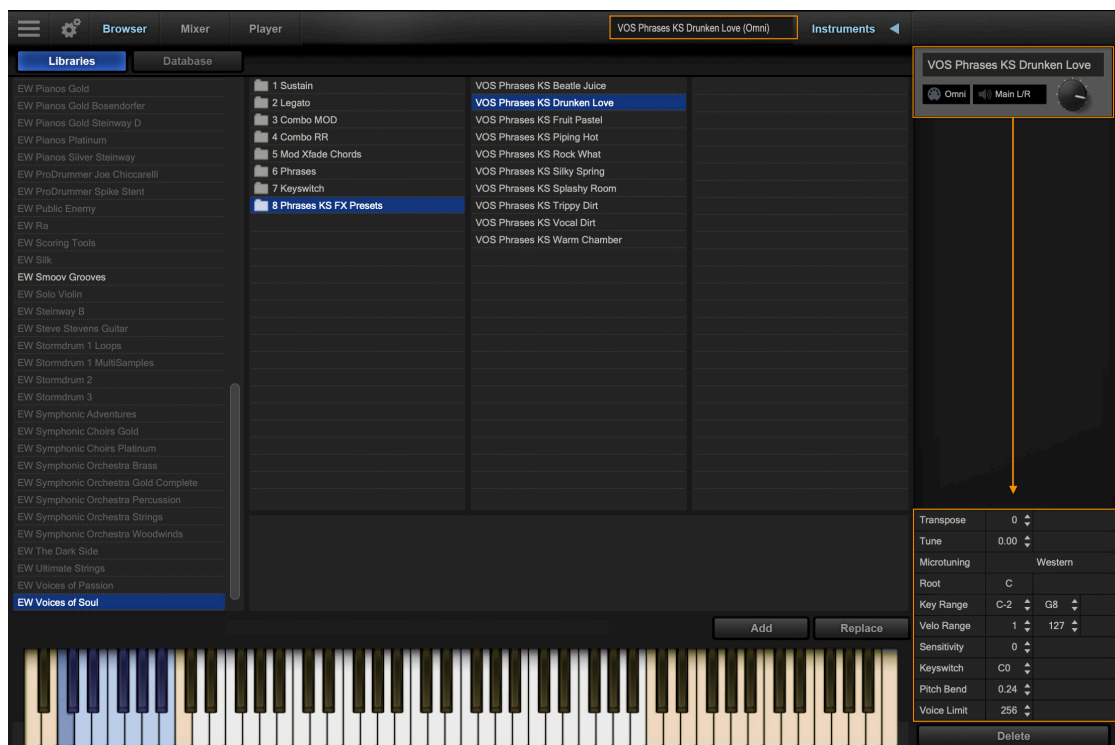 Browser Mixer Player VOS Phrases KS Drunken Love (Omni) Instruments
Libraries Database
EW Pianos Gold
EW Pianos Gold Bosendorfer
EW Pianos Gold Steinway D
EW Pianos Platinum
EW Pianos Silver Steinway
EW ProDrummer Joe Chiccarelli
EW ProDrummer Spike Stent
EW Public Enemy
EW Ra
EW Scoring Tools
EW Silk
EW Smoov Grooves
EW Solo Violin
EW Steinway B
EW Steve Stevens Guitar
EW Stormdrum 1 Loops
EW Stormdrum 1 MultiSamples
EW Stormdrum 2
EW Stormdrum 3
EW Symphonic Adventures
EW Symphonic Choirs Gold
EW Symphonic Choirs Platinum
EW Symphonic Orchestra Brass
EW Symphonic Orchestra Gold Complete
EW Symphonic Orchestra Percussion
EW Symphonic Orchestra Strings
EW Symphonic Orchestra Woodwinds
EW The Dark Side
EW Ultimate Strings
EW Voices of Passion
EW Voices of Soul
1 Sustain
2 Legato
3 Combo MOD
4 Combo RR
5 Mod Xfade Chords
6 Phrases
7 Keyswitch
8 Phrases KS FX Presets
VOS Phrases KS Beatle Juice
VOS Phrases KS Drunken Love
VOS Phrases KS Fruit Pastel
VOS Phrases KS Piping Hot
VOS Phrases KS Rock What
VOS Phrases KS Silky Spring
VOS Phrases KS Splashy Room
VOS Phrases KS Trippy Dirt
VOS Phrases KS Vocal Dirt
VOS Phrases KS Warm Chamber
Add Replace
VOS Phrases KS Drunken Love
Omni Main L/R
Transpose 0
Tune 0.00
Microtuning Western
Root C
Key Range C-2 G8
Velo Range 1 127
Sensitivity 0
Keyswitch C0
Pitch Bend 0.24
Voice Limit 256
Delete